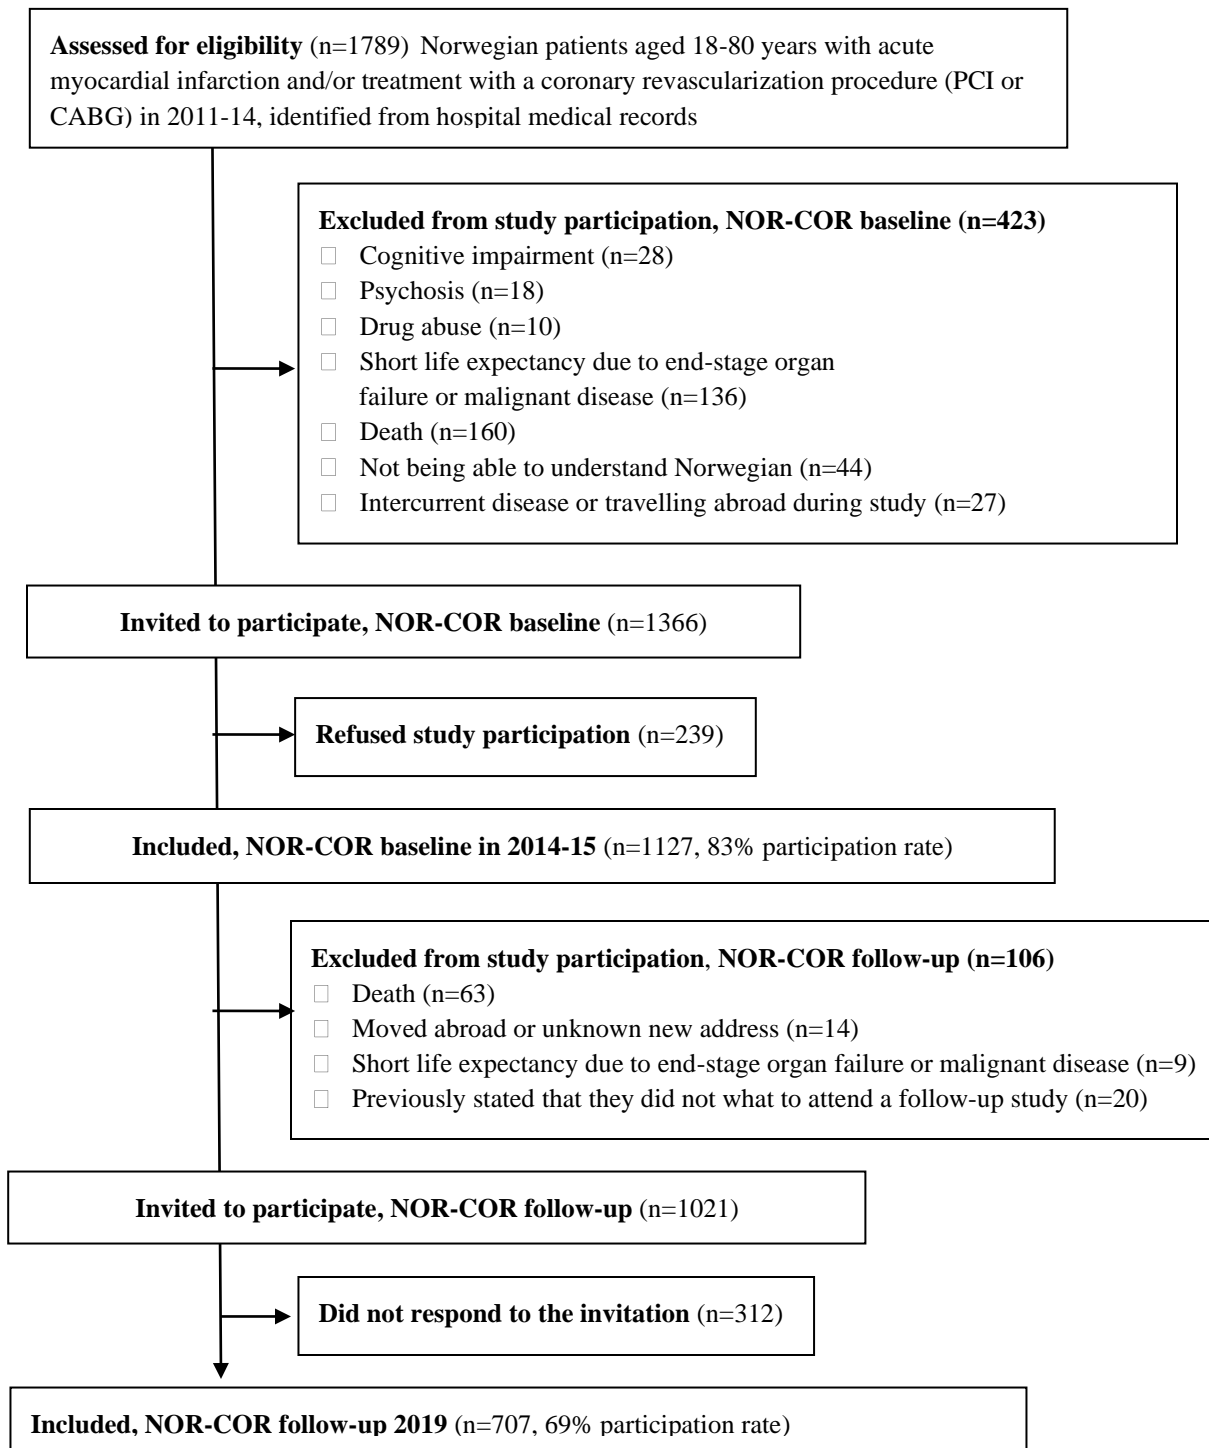 Assessed for eligibility (n=1789) Norwegian patients aged 18-80 years with acute
myocardial infarction and/or treatment with a coronary revascularization procedure (PCI or
CABG) in 2011-14, identified from hospital medical records
Excluded from study participation, NOR-COR baseline (n=423)
Cognitive impairment (n=28)
Psychosis (n=18)
Drug abuse (n=10)
Short life expectancy due to end-stage organ
failure or malignant disease (n=136)
Death (n=160)
Not being able to understand Norwegian (n=44)
Intercurrent disease or travelling abroad during study (n=27)
Invited to participate, NOR-COR baseline (n=1366)
Refused study participation (n=239)
Included, NOR-COR baseline in 2014-15 (n=1127, 83% participation rate)
Excluded from study participation, NOR-COR follow-up (n=106)
Death (n=63)
Moved abroad or unknown new address (n=14)
Short life expectancy due to end-stage organ failure or malignant disease (n=9)
Previously stated that they did not what to attend a follow-up study (n=20)
Invited to participate, NOR-COR follow-up (n=1021)
Did not respond to the invitation (n=312)
Included, NOR-COR follow-up 2019 (n=707, 69% participation rate)